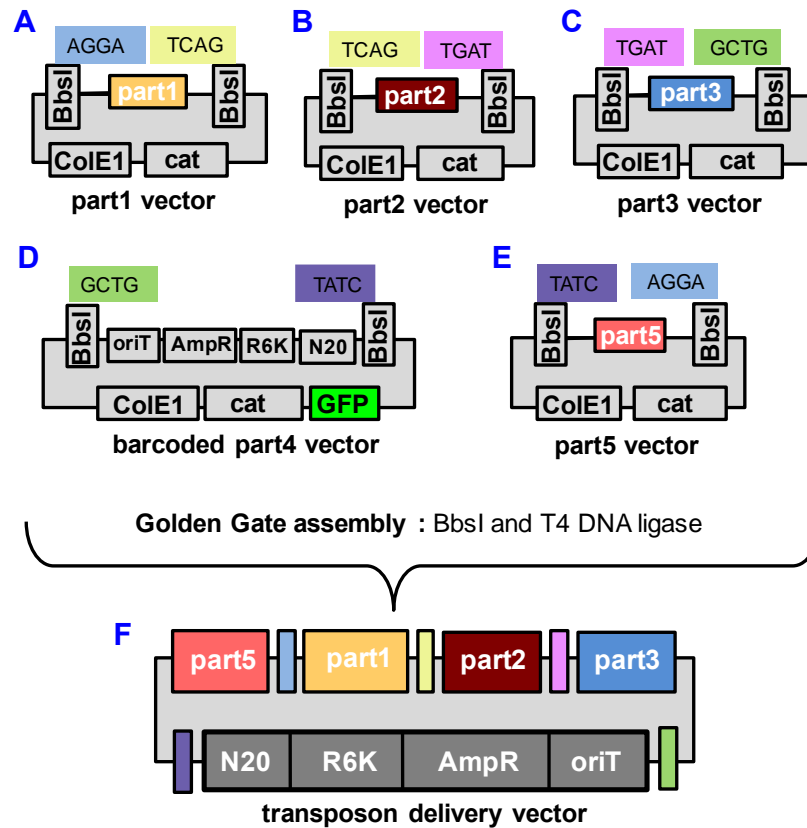 A
AGGA TCAG
BbsI part1 BbsI
ColE1 cat
part1 vector
B
TCAG TGAT
BbsI part2 BbsI
ColE1 cat
part2 vector
C
TGAT GCTG
BbsI part3 BbsI
ColE1 cat
part3 vector
D
GCTG TATC
BbsI oriT AmpR R6K N20 BbsI
ColE1 cat GFP
barcoded part4 vector
E
TATC AGGA
BbsI part5 BbsI
ColE1 cat
part5 vector
Golden Gate assembly : BbsI and T4 DNA ligase
F
part5 part1 part2 part3
N20 R6K AmpR oriT
transposon delivery vector